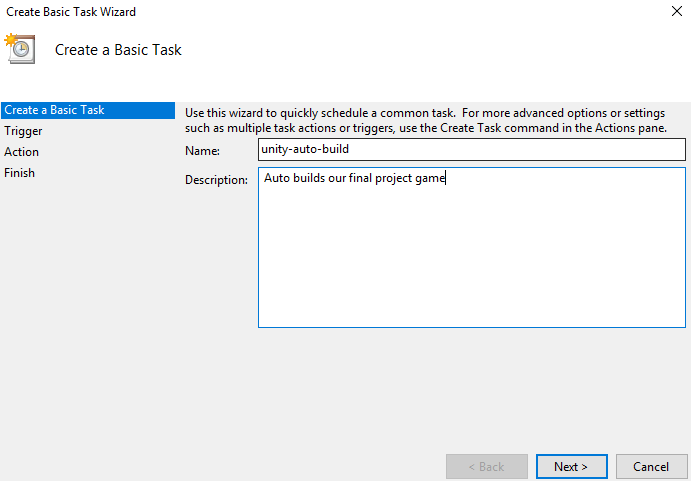 Create Basic Task Wizard
Create a Basic Task
Create a Basic Task
Trigger
Action
Finish
Use this wizard to quickly schedule a common task.  For more advanced options or settings
such as multiple task actions or triggers, use the Create Task command in the Actions pane.
Name: unity-auto-build
Description: Auto builds our final project game
< Back Next > Cancel